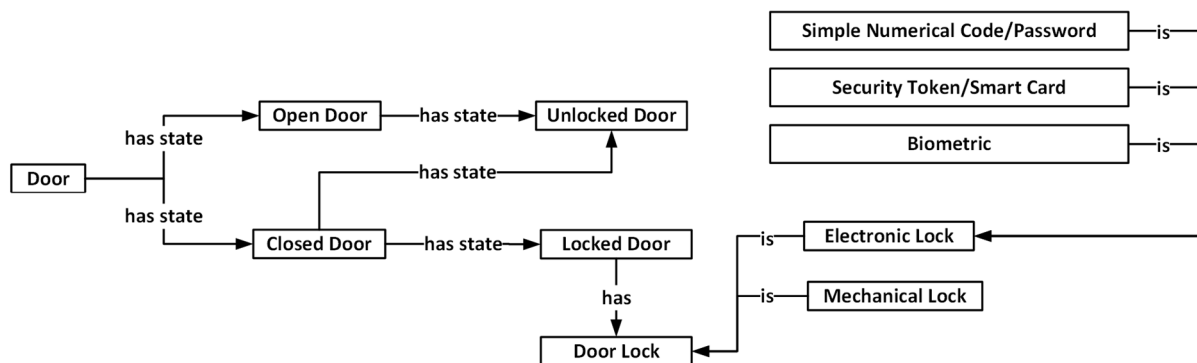 Simple Numerical Code/Password
is
Security Token/Smart Card
is
Open Door
has state
Unlocked Door
has state
Biometric
is
Door
has state
has state
Closed Door
has state
Locked Door
is
Electronic Lock
has
is
Mechanical Lock
Door Lock